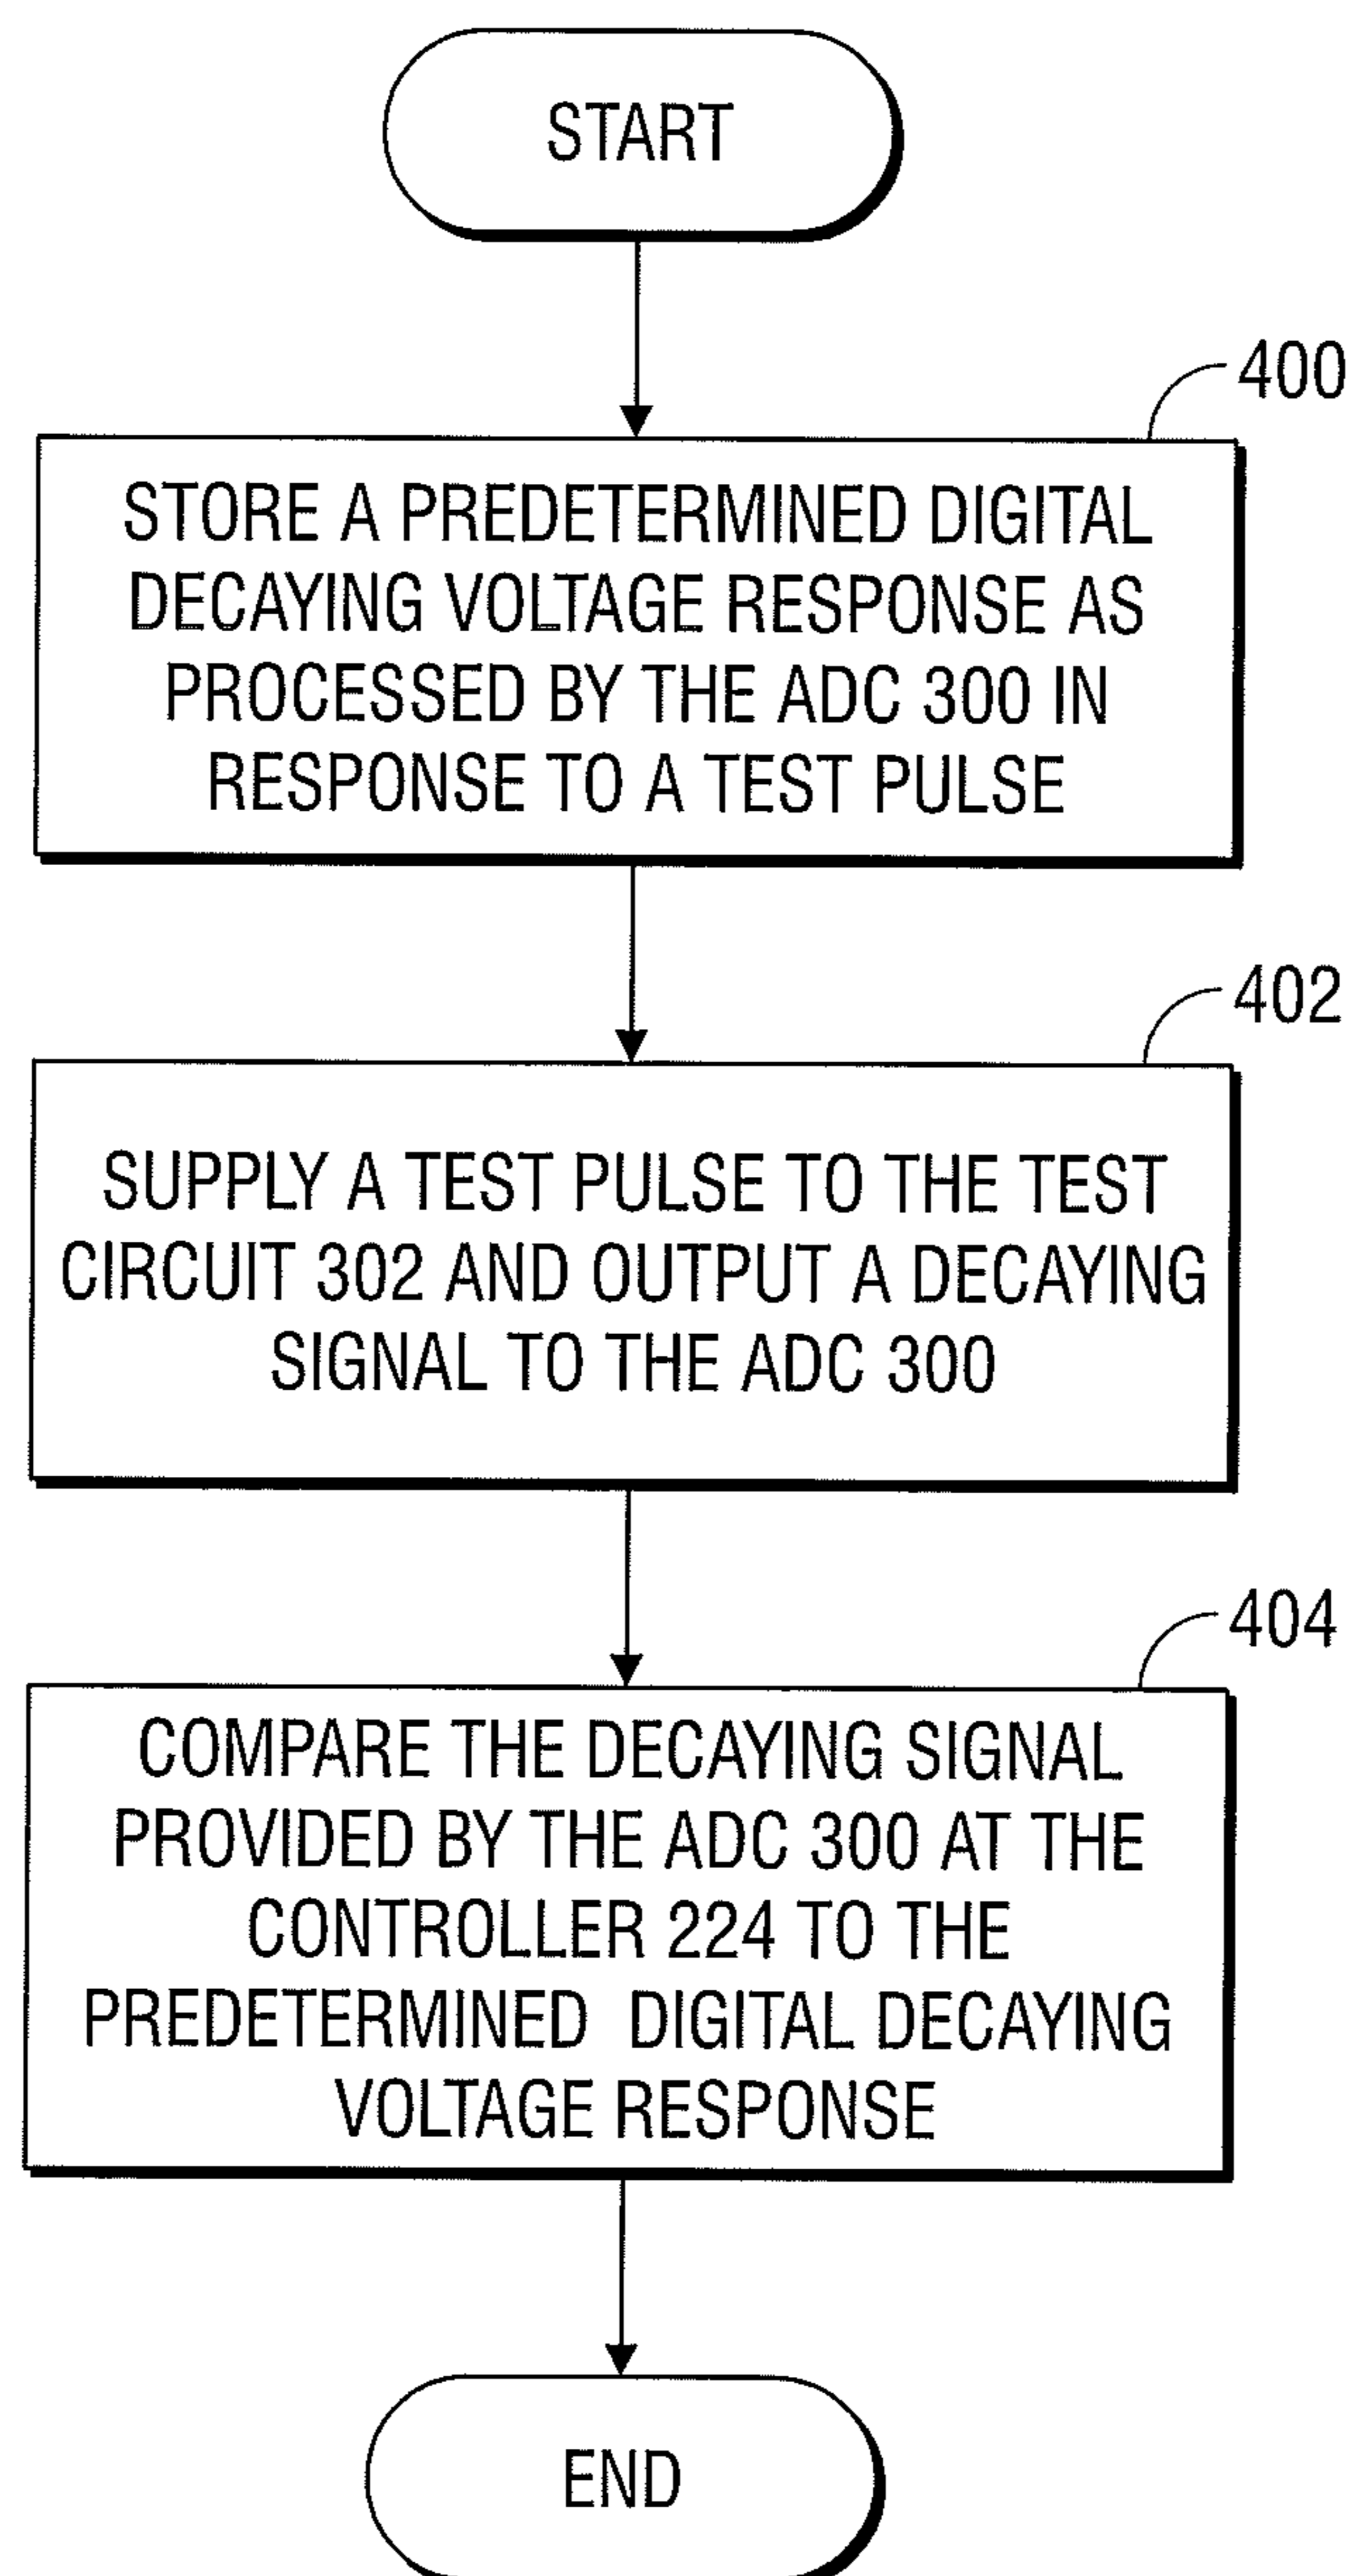 START
400
STORE A PREDETERMINED DIGITAL
DECAYING VOLTAGE RESPONSE AS
PROCESSED BY THE ADC 300 IN
RESPONSE TO A TEST PULSE
402
SUPPLY A TEST PULSE TO THE TEST
CIRCUIT 302 AND OUTPUT A DECAYING
SIGNAL TO THE ADC 300
404
COMPARE THE DECAYING SIGNAL
PROVIDED BY THE ADC 300 AT THE
CONTROLLER 224 TO THE
PREDETERMINED DIGITAL DECAYING
VOLTAGE RESPONSE
END